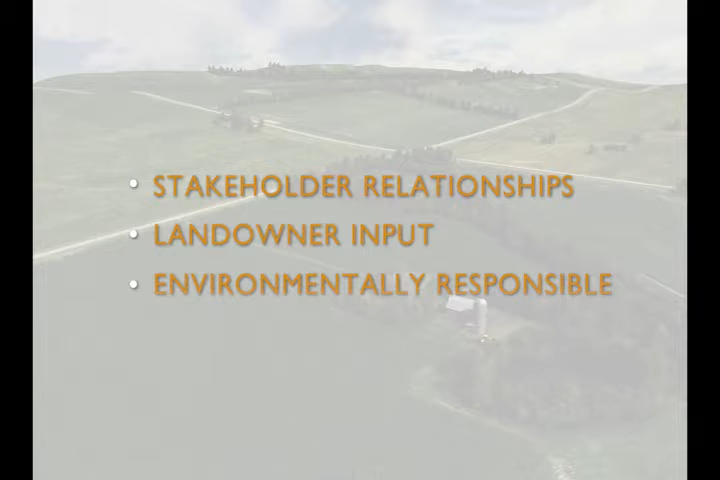 • STAKEHOLDER RELATIONSHIPS
• LANDOWNER INPUT
• ENVIRONMENTALLY RESPONSIBLE